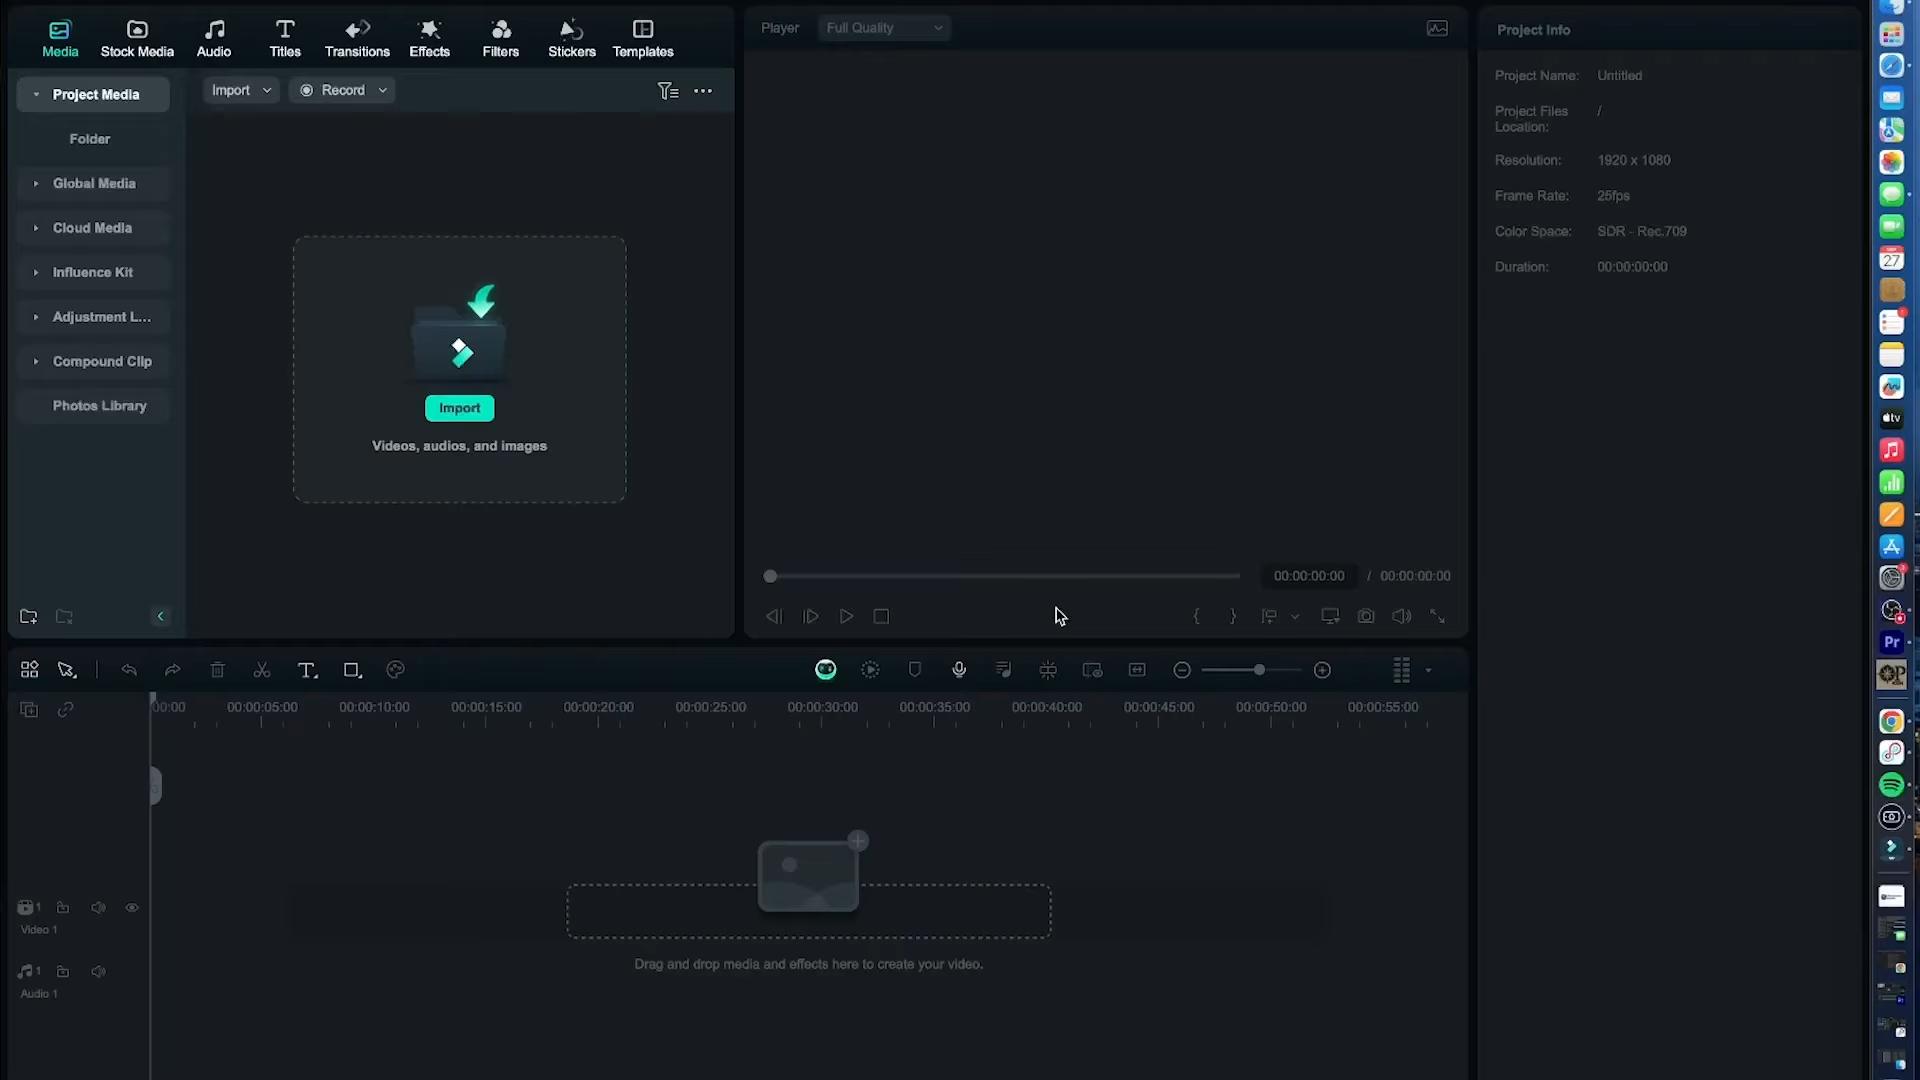 Media
Stock Media
Audio
Titles
Transitions
Effects
Filters
Stickers
Templates
Player
Full Quality
Project Info
Project Media
Import
Record
Folder
Global Media
Cloud Media
Influence Kit
Adjustment L...
Compound Clip
Photos Library
Import
Videos, audios, and images
Project Name: Untitled
Project Files Location: /
Resolution: 1920 x 1080
Frame Rate: 25fps
Color Space: SDR - Rec.709
Duration: 00:00:00:00
00:00:00:00 / 00:00:00:00
00:00 00:00:05:00 00:00:10:00 00:00:15:00 00:00:20:00 00:00:25:00 00:00:30:00 00:00:35:00 00:00:40:00 00:00:45:00 00:00:50:00 00:00:55:00
1
Video 1
1
Audio 1
Drag and drop media and effects here to create your video.
27
tv
Pr